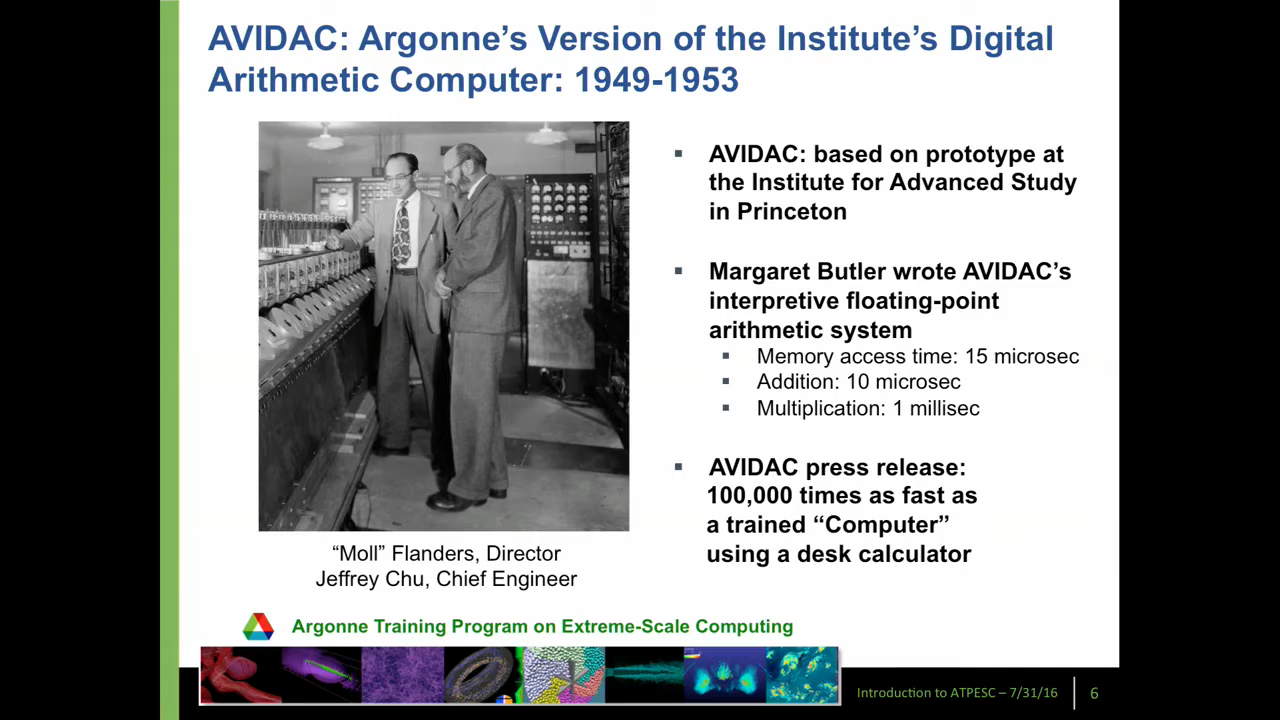 AVIDAC: Argonne’s Version of the Institute’s Digital
Arithmetic Computer: 1949-1953
▪ AVIDAC: based on prototype at
the Institute for Advanced Study
in Princeton
▪ Margaret Butler wrote AVIDAC’s
interpretive floating-point
arithmetic system
▪ Memory access time: 15 microsec
▪ Addition: 10 microsec
▪ Multiplication: 1 millisec
▪ AVIDAC press release:
100,000 times as fast as
a trained “Computer”
using a desk calculator
“Moll” Flanders, Director
Jeffrey Chu, Chief Engineer
Argonne Training Program on Extreme-Scale Computing
Introduction to ATPESC – 7/31/16
6